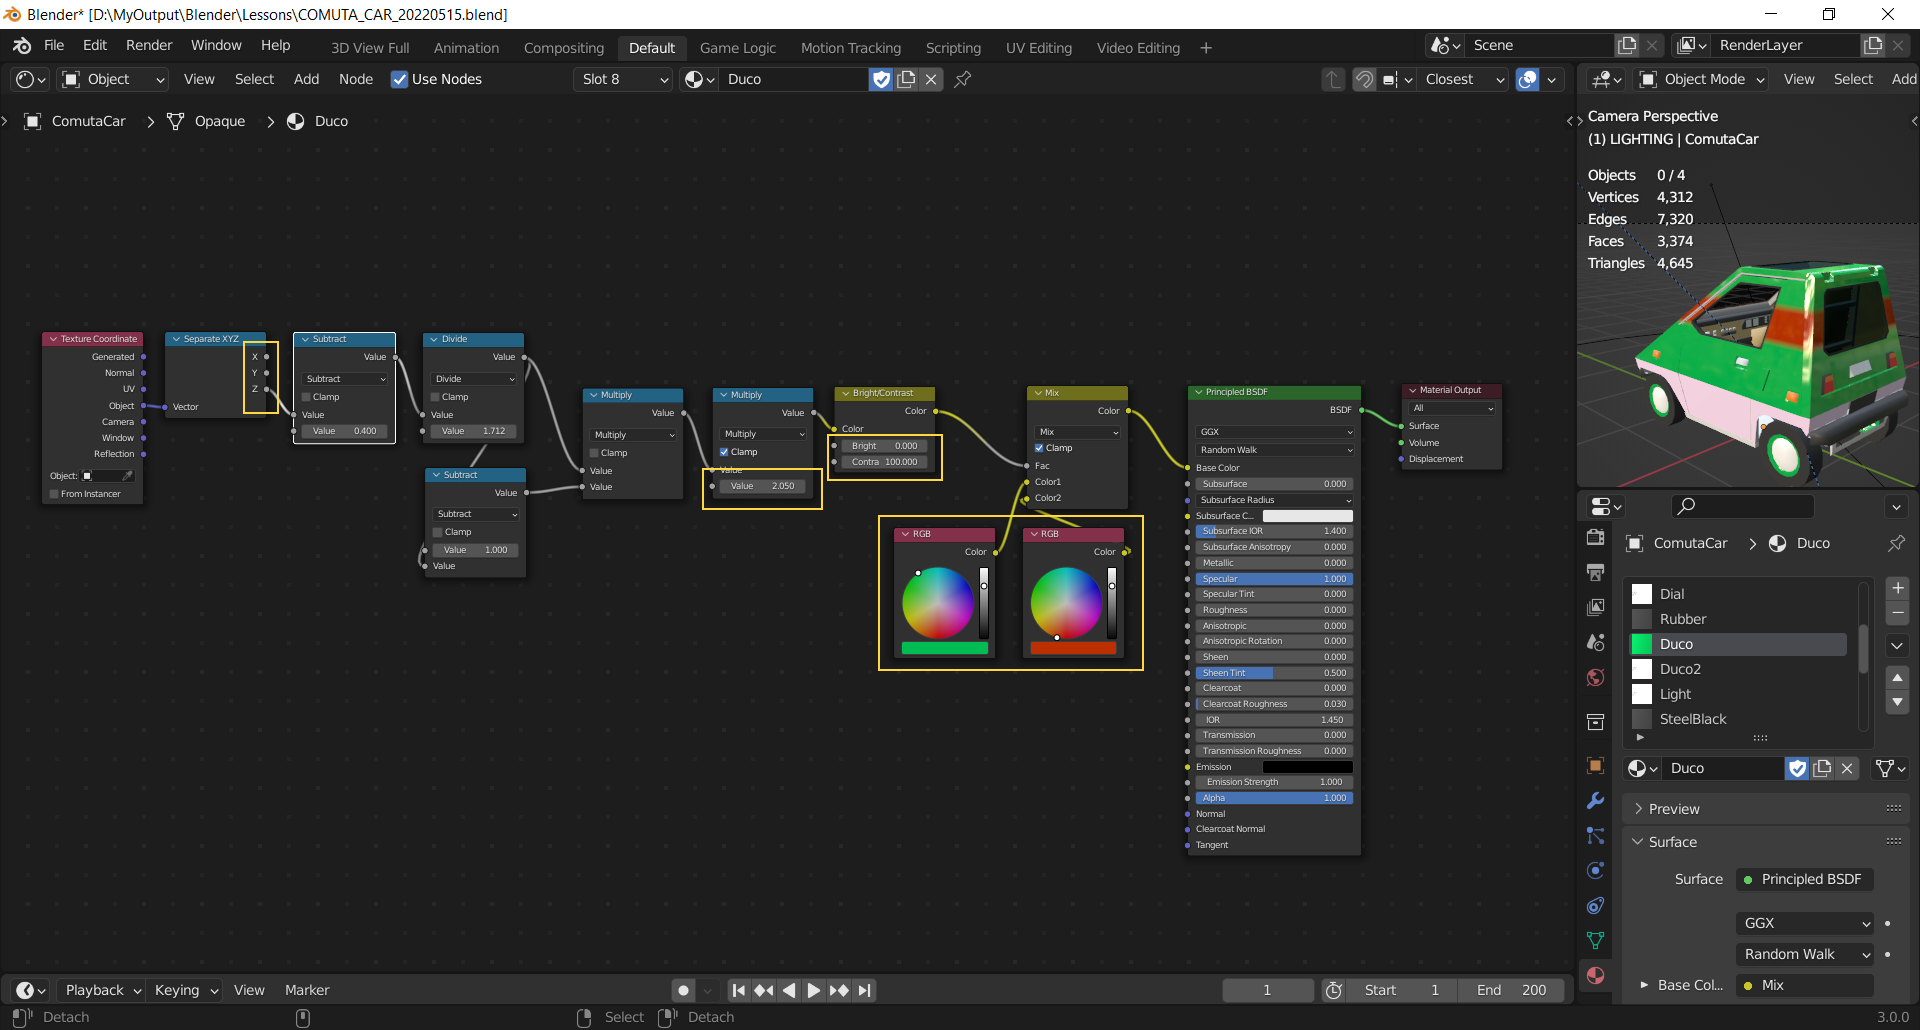 Blender* [D:\MyOutput\Blender\Lessons\COMUTA_CAR_20220515.blend]
File Edit Render Window Help
3D View Full Animation Compositing Default Game Logic Motion Tracking Scripting UV Editing Video Editing
Scene
RenderLayer
Object View Select Add Node Use Nodes
Slot 8
Duco
Closest
Object Mode View Select Add
ComutaCar Opaque Duco
Camera Perspective
(1) LIGHTING | ComutaCar
Objects 0 / 4
Vertices 4,312
Edges 7,320
Faces 3,374
Triangles 4,645
Texture Coordinate
Generated
Normal
UV
Object
Camera
Window
Reflection
Object:
From Instancer
Separate XYZ
X
Y
Z
Vector
Subtract
Value
Subtract
Clamp
Value
Value 0.400
Divide
Value
Divide
Clamp
Value
Value 1.712
Subtract
Value
Subtract
Clamp
Value 1.000
Value
Multiply
Value
Multiply
Clamp
Value
Value
Multiply
Value
Multiply
Clamp
Value
Value 2.050
Bright/Contrast
Color
Color
Bright 0.000
Contra 100.000
RGB
Color
RGB
Color
Mix
Color
Mix
Clamp
Fac
Color1
Color2
Principled BSDF
BSDF
GGX
Random Walk
Base Color
Subsurface 0.000
Subsurface Radius
Subsurface C...
Subsurface IOR 1.400
Subsurface Anisotropy 0.000
Metallic 0.000
Specular 1.000
Specular Tint 0.000
Roughness 0.000
Anisotropic 0.000
Anisotropic Rotation 0.000
Sheen 0.000
Sheen Tint 0.500
Clearcoat 0.000
Clearcoat Roughness 0.030
IOR 1.450
Transmission 0.000
Transmission Roughness 0.000
Emission
Emission Strength 1.000
Alpha 1.000
Normal
Clearcoat Normal
Tangent
Material Output
All
Surface
Volume
Displacement
ComutaCar Duco
Dial
Rubber
Duco
Duco2
Light
SteelBlack
Duco
Preview
Surface
Surface Principled BSDF
GGX
Random Walk
Base Col... Mix
Playback Keying View Marker
1
Start 1
End 200
Detach
Select
Detach
3.0.0